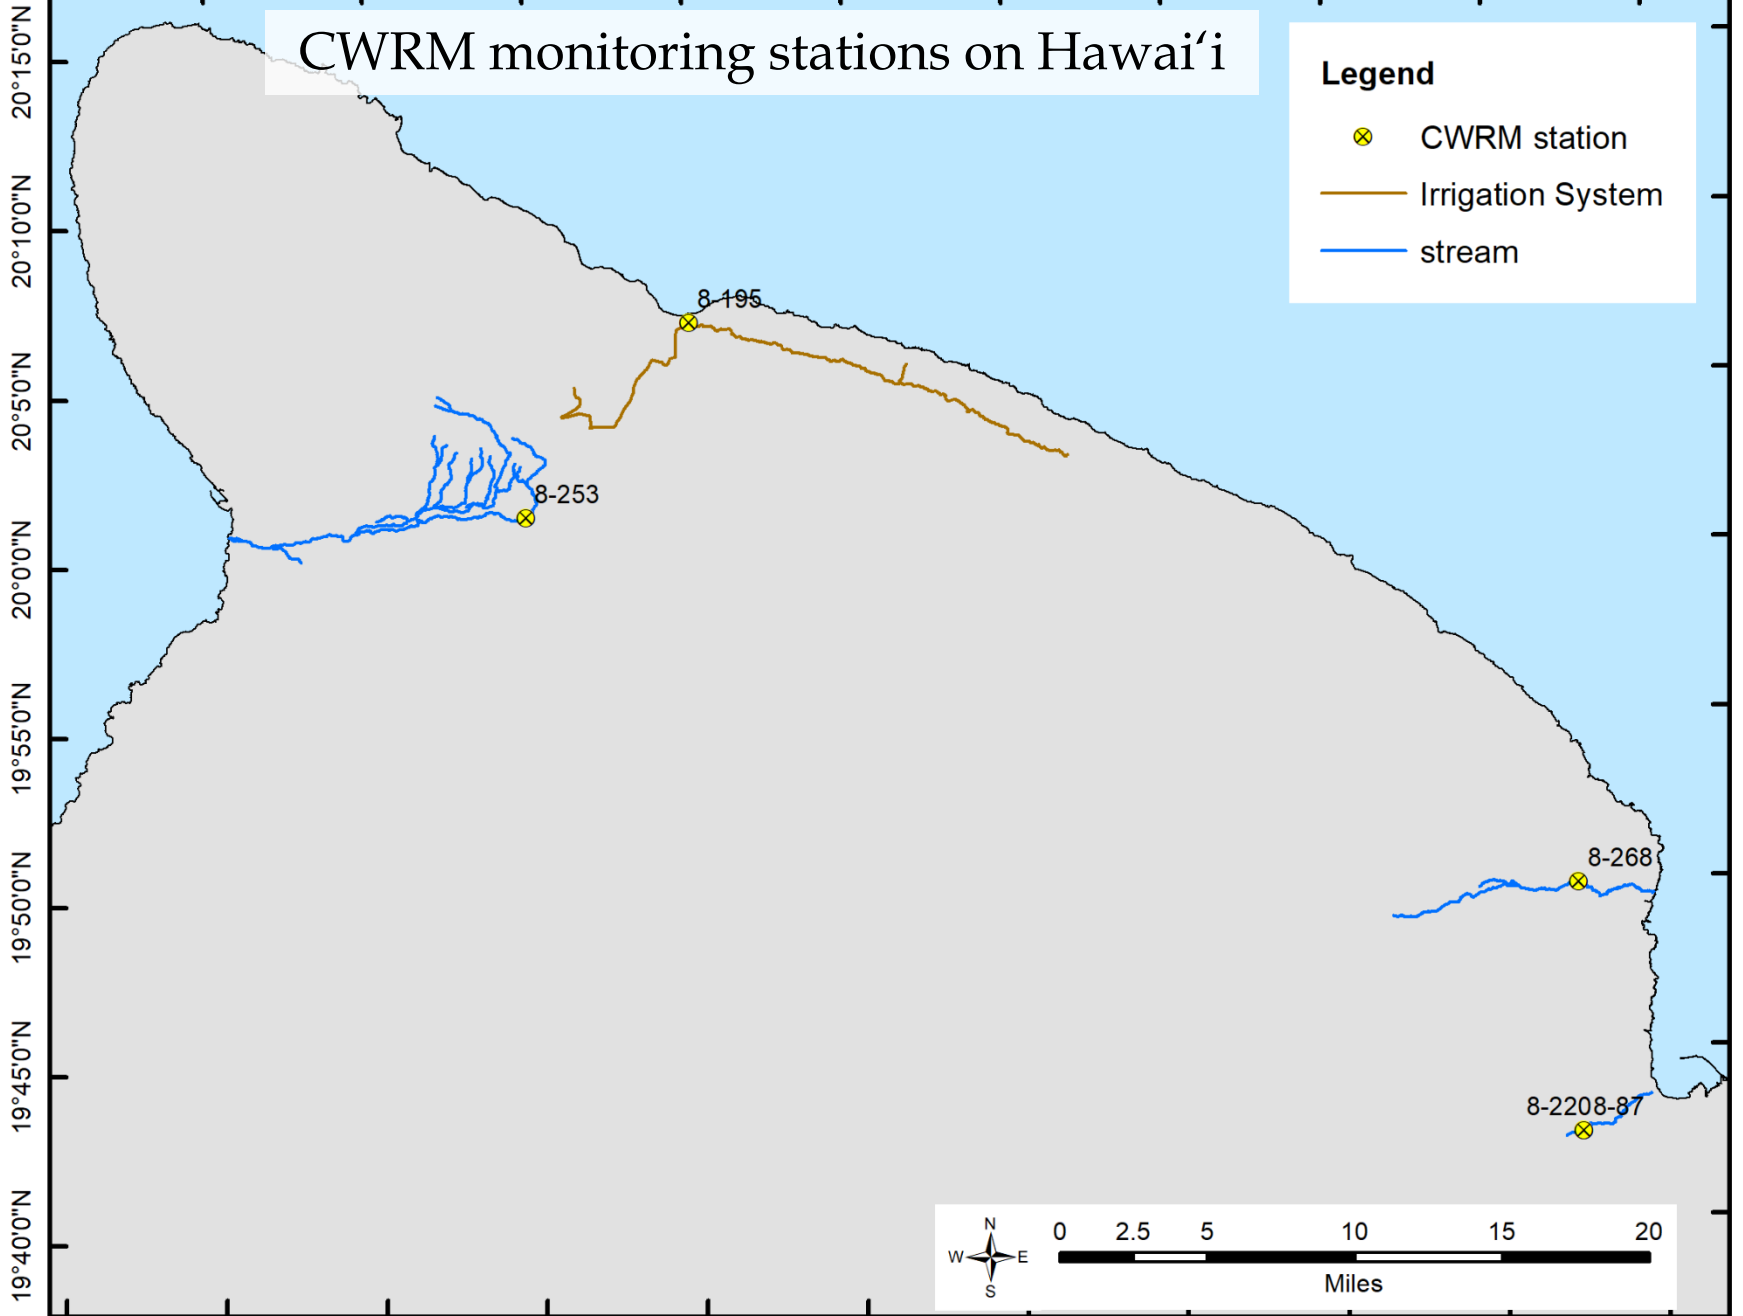 CWRM monitoring stations on Hawaiʻi
Legend
CWRM station
Irrigation System
stream
20°15'0"N
20°10'0"N
20°5'0"N
20°0'0"N
19°55'0"N
19°50'0"N
19°45'0"N
19°40'0"N
8-195
8-253
8-268
8-2208-87
N
W E
S
0 2.5 5 10 15 20
Miles